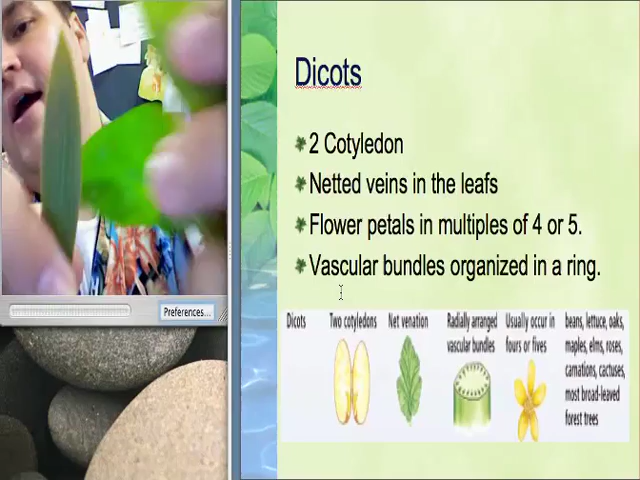 Dicots
2 Cotyledon
Netted veins in the leafs
Flower petals in multiples of 4 or 5.
Vascular bundles organized in a ring.
Preferences...
Dicots
Two cotyledons
Net venation
Radially arranged
vascular bundles
Usually occur in
fours or fives
beans, lettuce, oaks,
maples, elms, roses,
carnations, cactuses,
most broad-leaved
forest trees